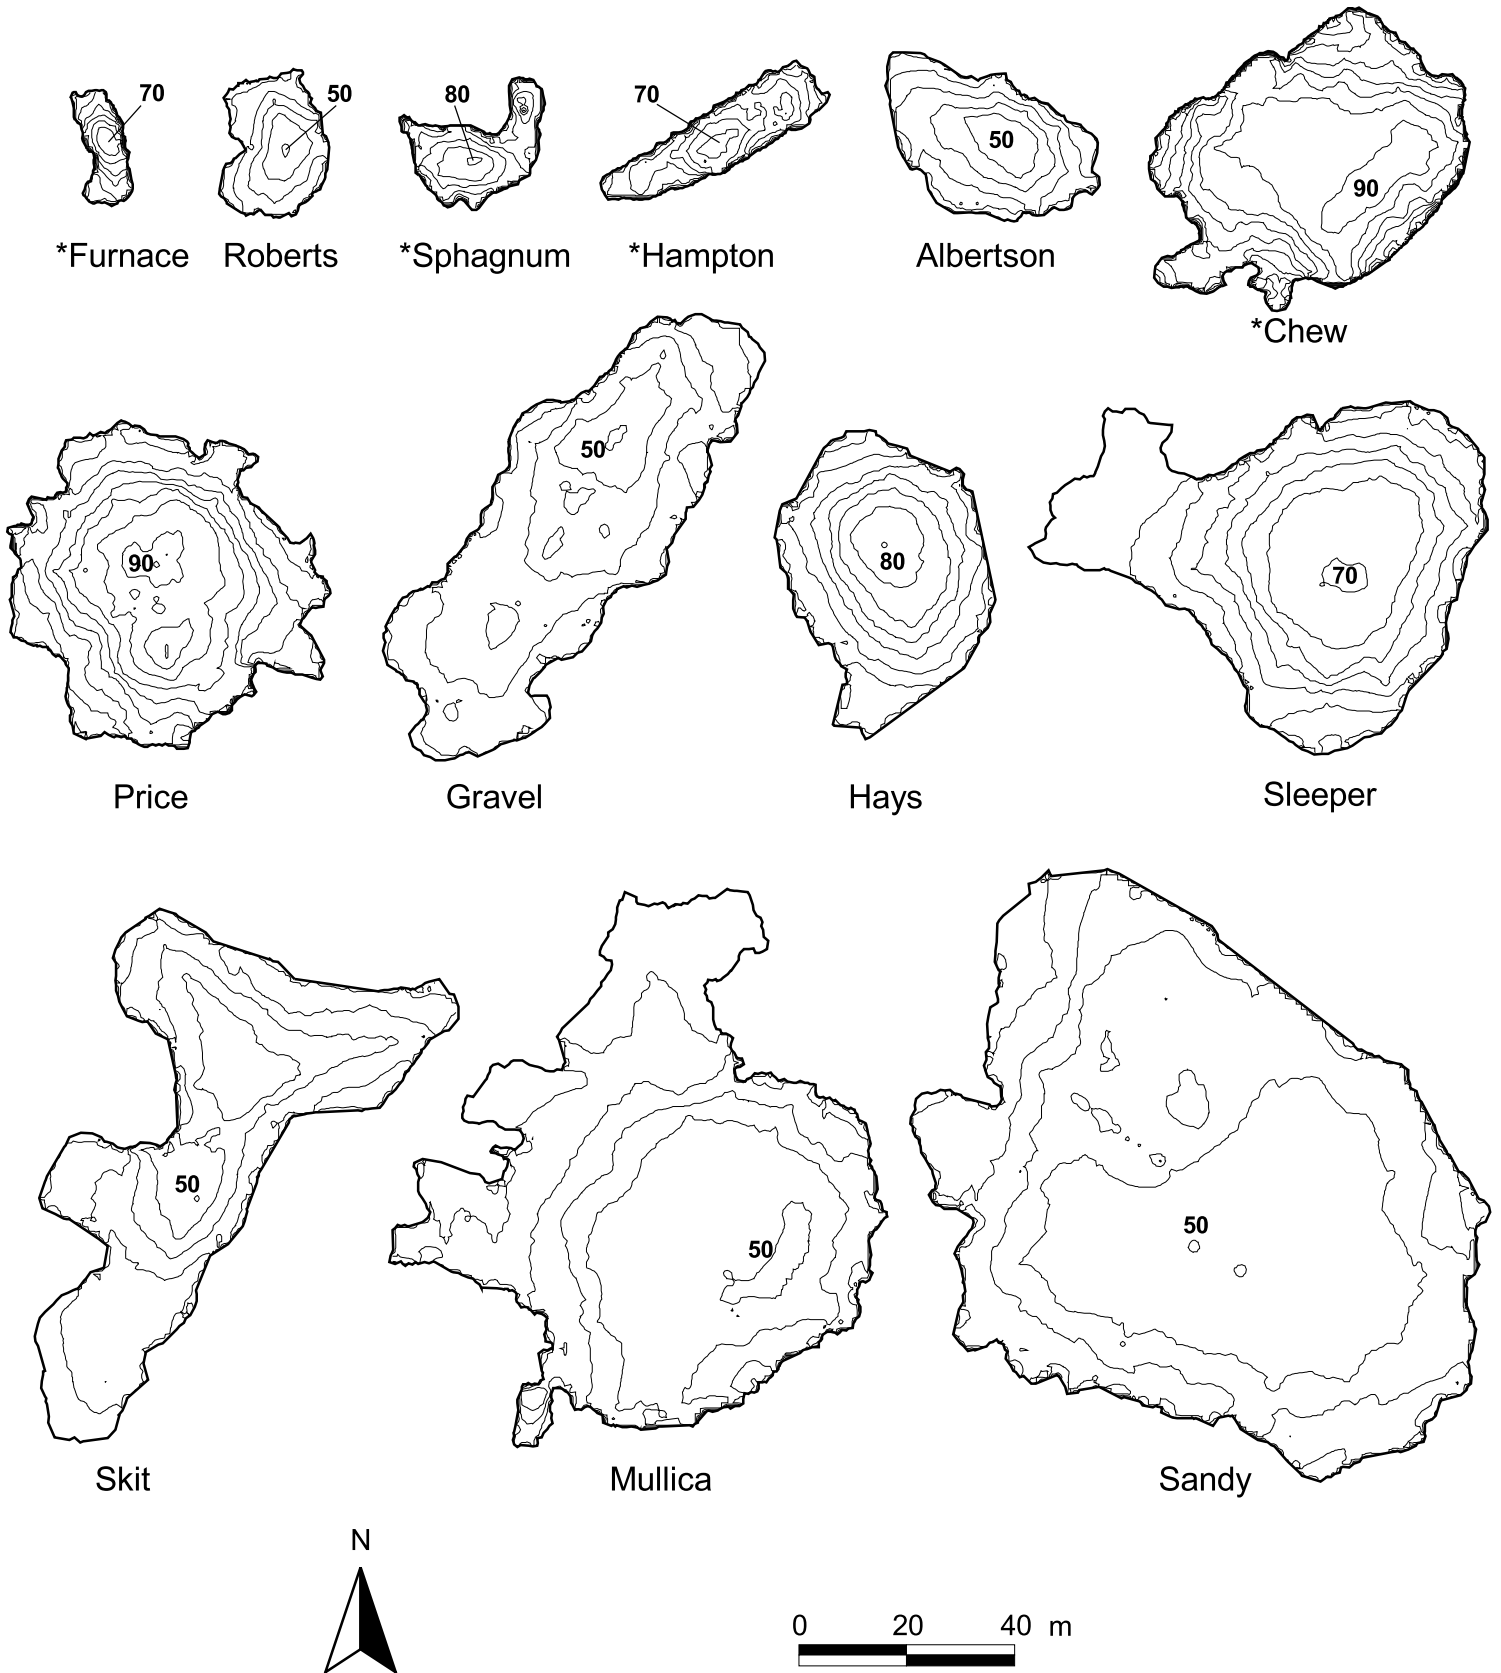 70 50 80 70 50 90
*Furnace Roberts *Sphagnum *Hampton Albertson *Chew
90 50 80 70
Price Gravel Hays Sleeper
50 50 50
Skit Mullica Sandy
N
0 20 40 m